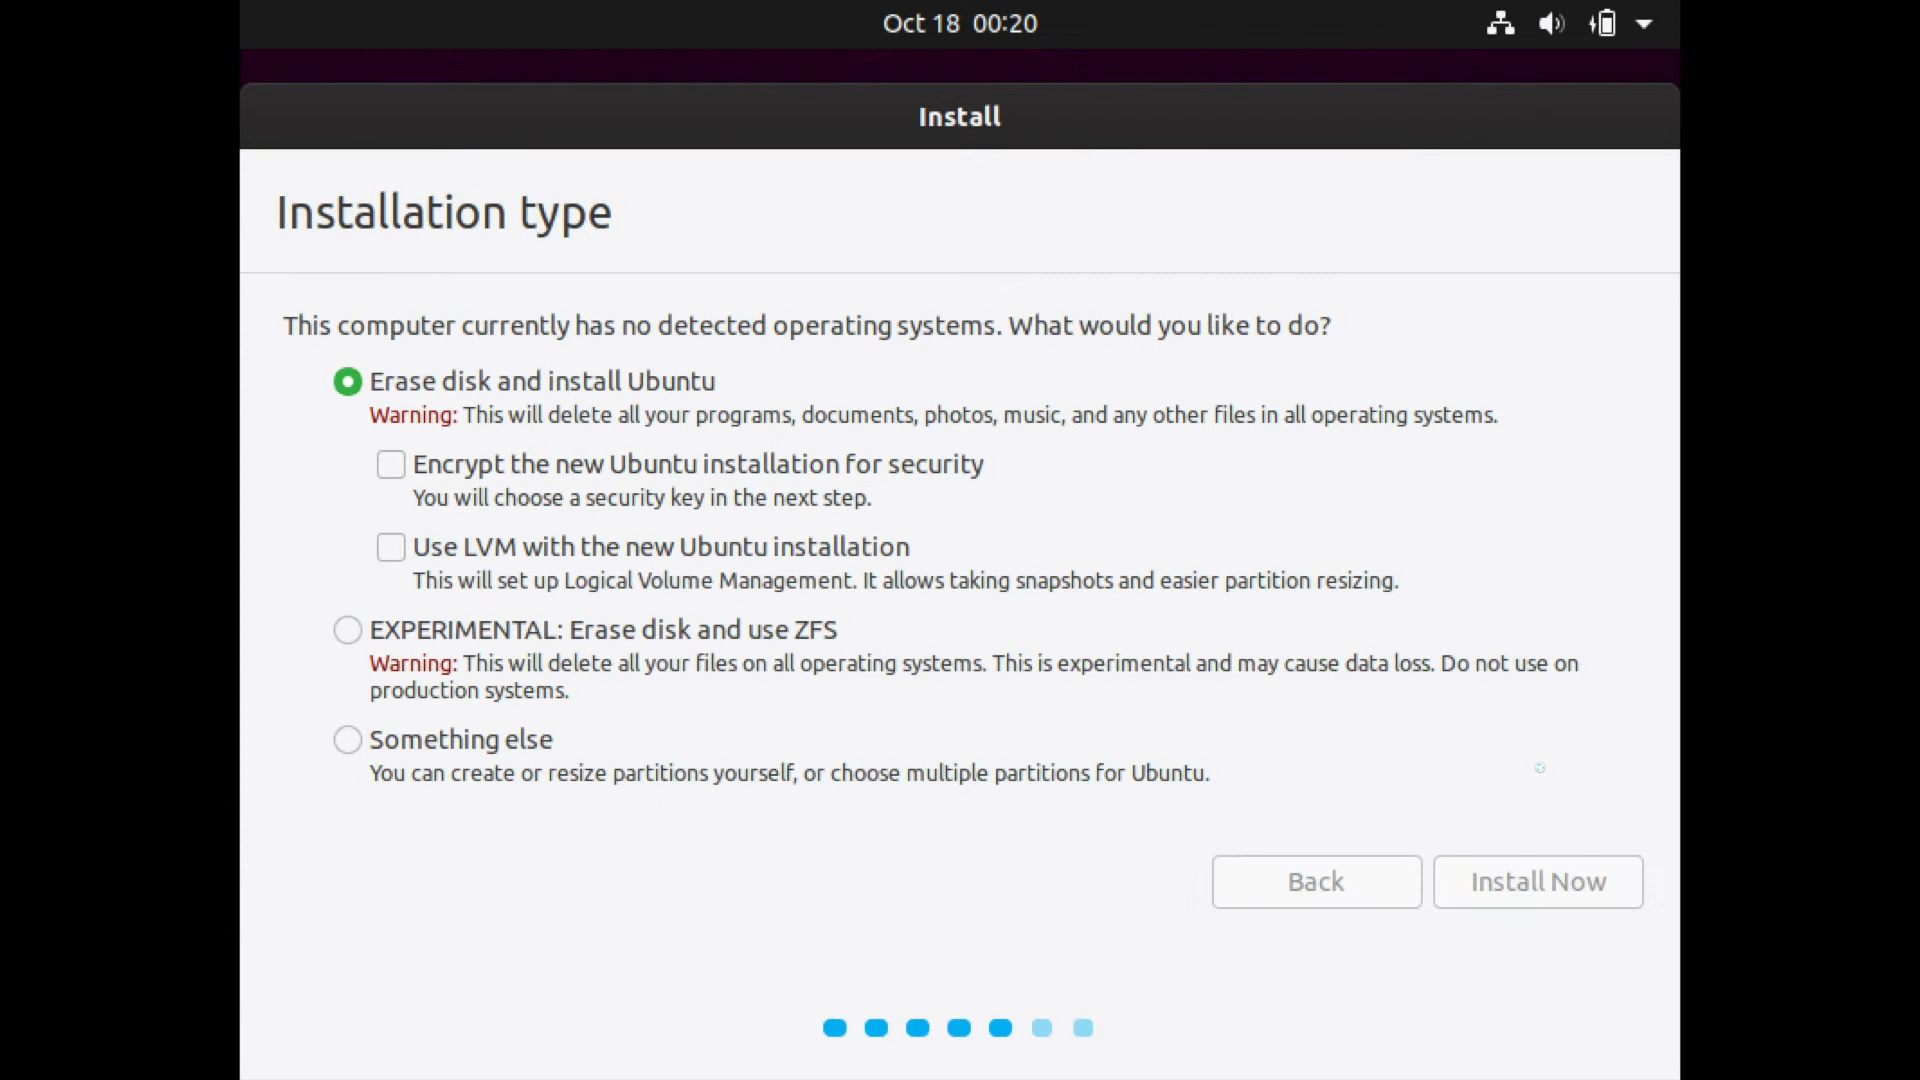 Oct 18 00:20
Install
Installation type
This computer currently has no detected operating systems. What would you like to do?
Erase disk and install Ubuntu
Warning: This will delete all your programs, documents, photos, music, and any other files in all operating systems.
Encrypt the new Ubuntu installation for security
You will choose a security key in the next step.
Use LVM with the new Ubuntu installation
This will set up Logical Volume Management. It allows taking snapshots and easier partition resizing.
EXPERIMENTAL: Erase disk and use ZFS
Warning: This will delete all your files on all operating systems. This is experimental and may cause data loss. Do not use on
production systems.
Something else
You can create or resize partitions yourself, or choose multiple partitions for Ubuntu.
Back
Install Now